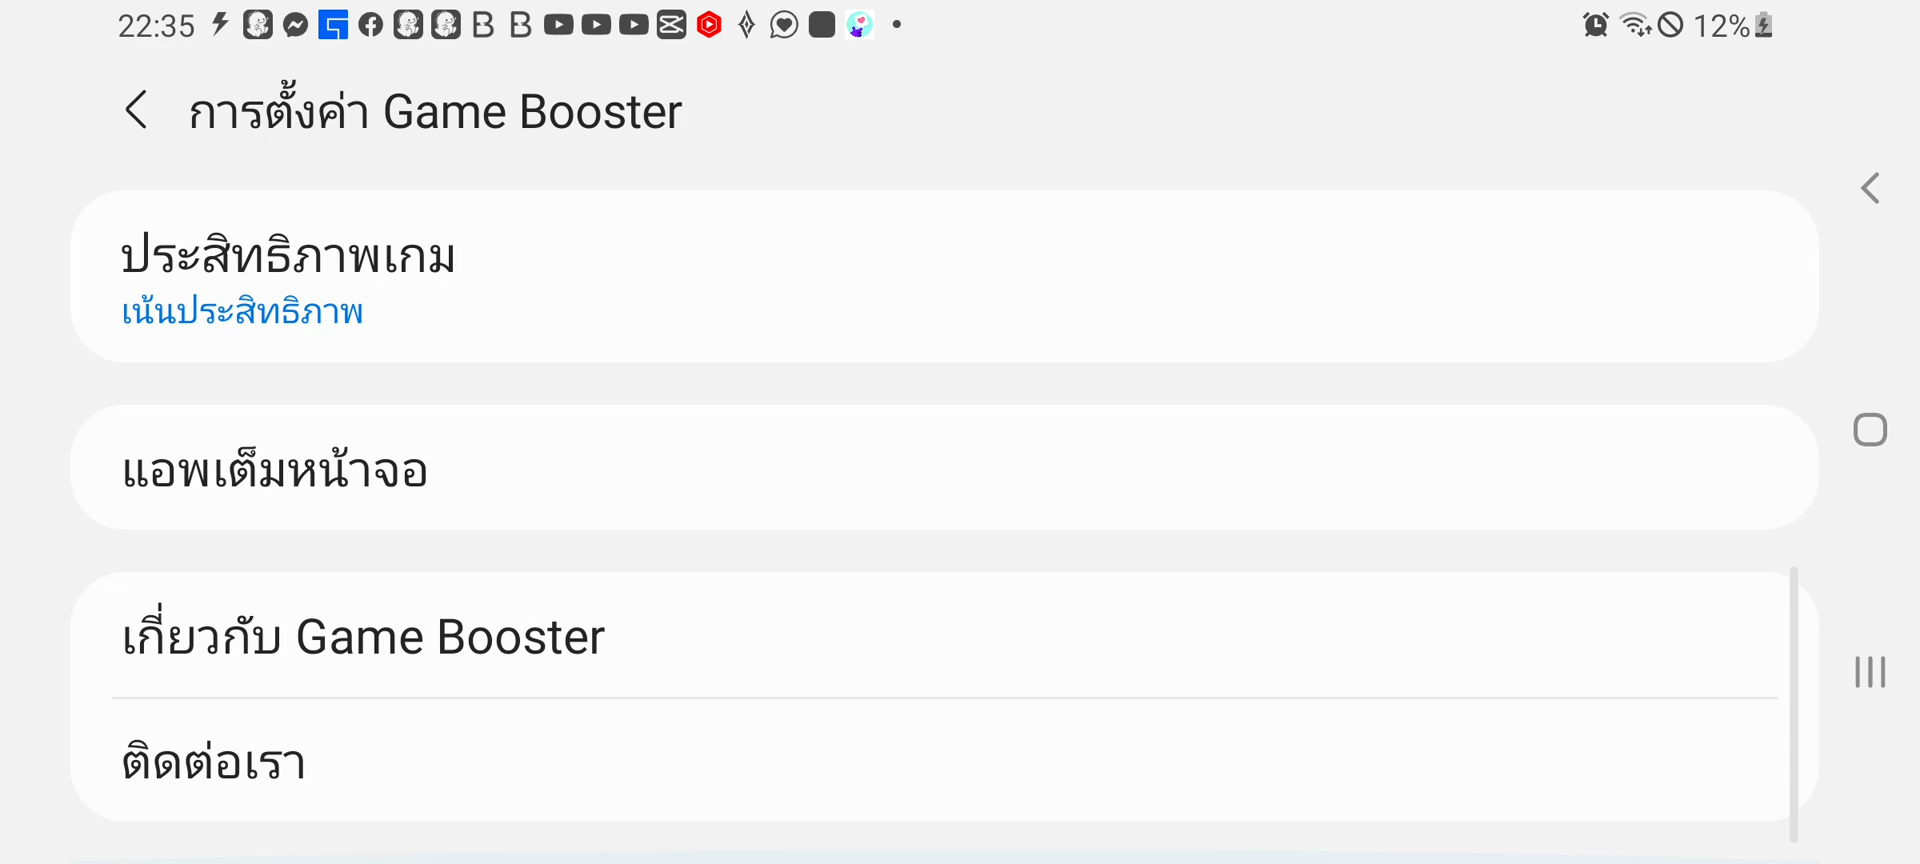 22:35
12%
การตั้งค่า Game Booster
ประสิทธิภาพเกม
เน้นประสิทธิภาพ
แอพเต็มหน้าจอ
เกี่ยวกับ Game Booster
ติดต่อเรา